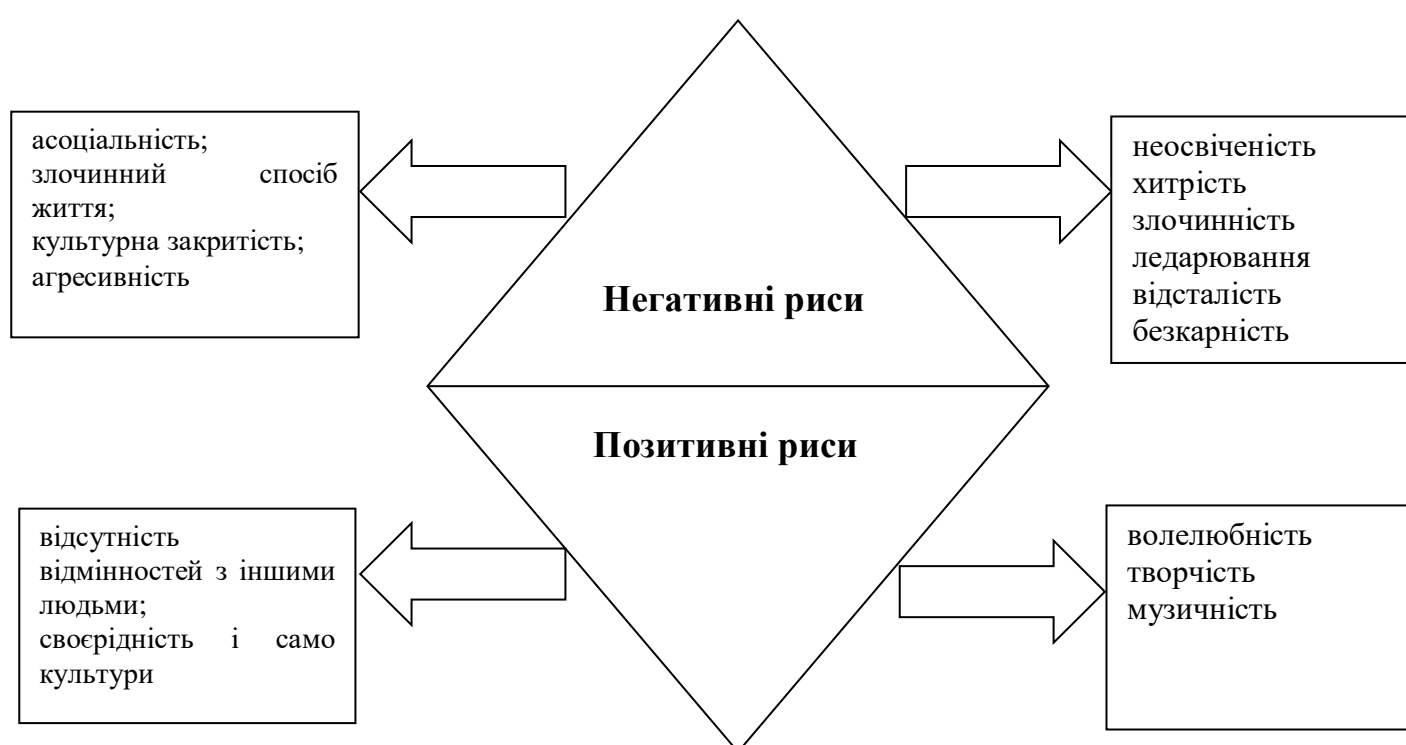 асоціальність;
злочинний спосіб
життя;
культурна закритість;
агресивність
неосвіченість
хитрість
злочинність
ледарювання
відсталість
безкарність
Негативні риси
Позитивні риси
відсутність
відмінностей з іншими
людьми;
своєрідність і само
культури
волелюбність
творчість
музичність